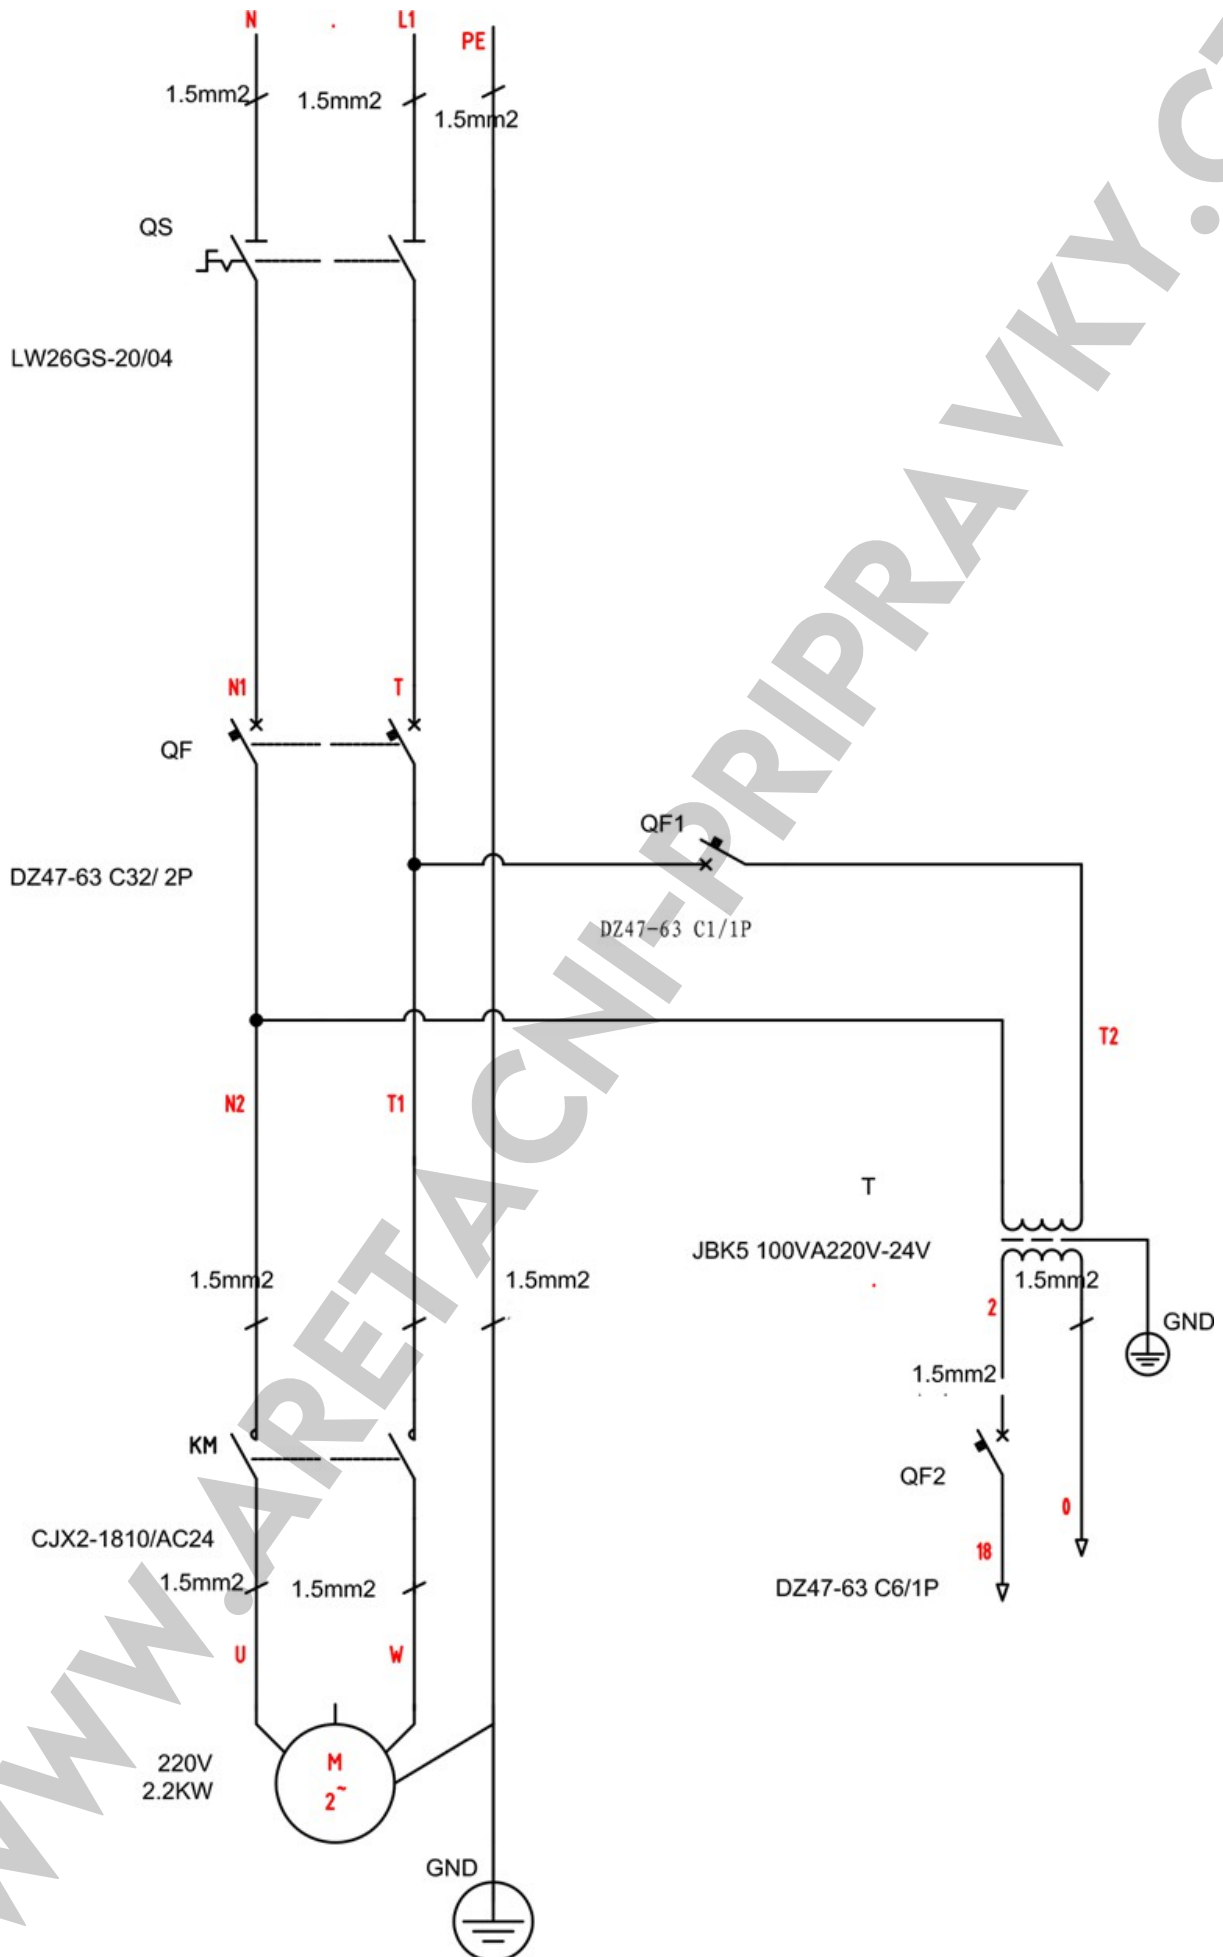 N
L1
PE
1.5mm2
1.5mm2
1.5mm2
QS
LW26GS-20/04
N1
T
QF
QF1
DZ47-63 C32/ 2P
DZ47-63 C1/1P
T2
N2
T1
T
JBK5 100VA220V-24V
1.5mm2
1.5mm2
1.5mm2
2
GND
1.5mm2
KM
QF2
0
CJX2-1810/AC24
18
1.5mm2
1.5mm2
DZ47-63 C6/1P
U
W
220V
2.2KW
M
2~
GND
WWW.ARETACNI-PRIPRAVKY.CZ